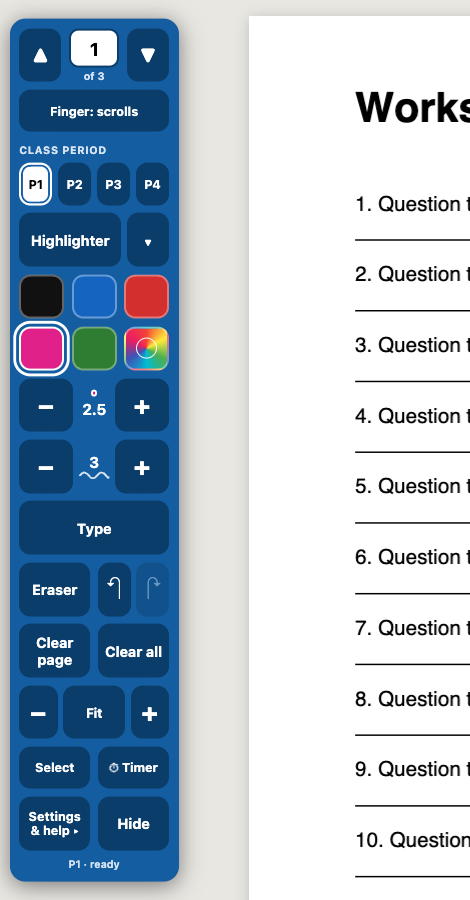 ▲ 1 ▼
of 3
Finger: scrolls
CLASS PERIOD
P1 P2 P3 P4
Highlighter ▾
− 2.5 +
− 3 +
Type
Eraser
Clear page
Clear all
− Fit +
Select
⏱ Timer
Settings & help ▸
Hide
P1 · ready
Works
1. Question t
2. Question t
3. Question t
4. Question t
5. Question t
6. Question t
7. Question t
8. Question t
9. Question t
10. Question